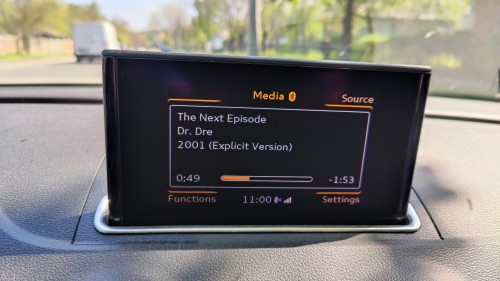 Media
Source
The Next Episode
Dr. Dre
2001 (Explicit Version)
0:49 -1:53
Functions 11:00 Settings